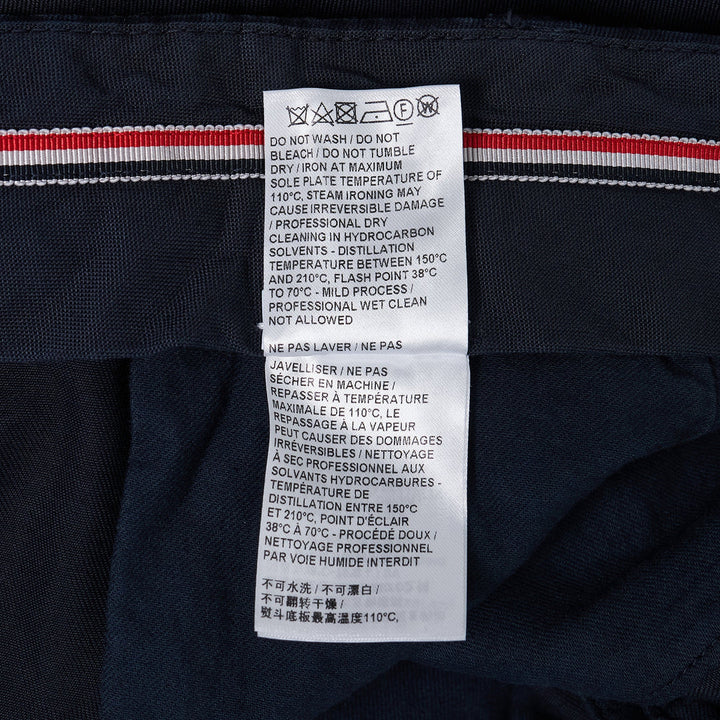 F W
DO NOT WASH / DO NOT
BLEACH / DO NOT TUMBLE
DRY / IRON AT MAXIMUM
SOLE PLATE TEMPERATURE OF
110°C, STEAM IRONING MAY
CAUSE IRREVERSIBLE DAMAGE
/ PROFESSIONAL DRY
CLEANING IN HYDROCARBON
SOLVENTS - DISTILLATION
TEMPERATURE BETWEEN 150°C
AND 210°C, FLASH POINT 38°C
TO 70°C - MILD PROCESS /
PROFESSIONAL WET CLEAN
NOT ALLOWED
NE PAS LAVER / NE PAS
JAVELLISER / NE PAS
SÉCHER EN MACHINE /
REPASSER À TEMPÉRATURE
MAXIMALE DE 110°C, LE
REPASSAGE À LA VAPEUR
PEUT CAUSER DES DOMMAGES
IRRÉVERSIBLES / NETTOYAGE
À SEC PROFESSIONNEL AUX
SOLVANTS HYDROCARBURES -
TEMPÉRATURE DE
DISTILLATION ENTRE 150°C
ET 210°C, POINT D'ÉCLAIR
38°C À 70°C - PROCÉDÉ DOUX /
NETTOYAGE PROFESSIONNEL
PAR VOIE HUMIDE INTERDIT
不可水洗 / 不可漂白 /
不可翻转干燥 /
熨斗底板最高温度110°C,